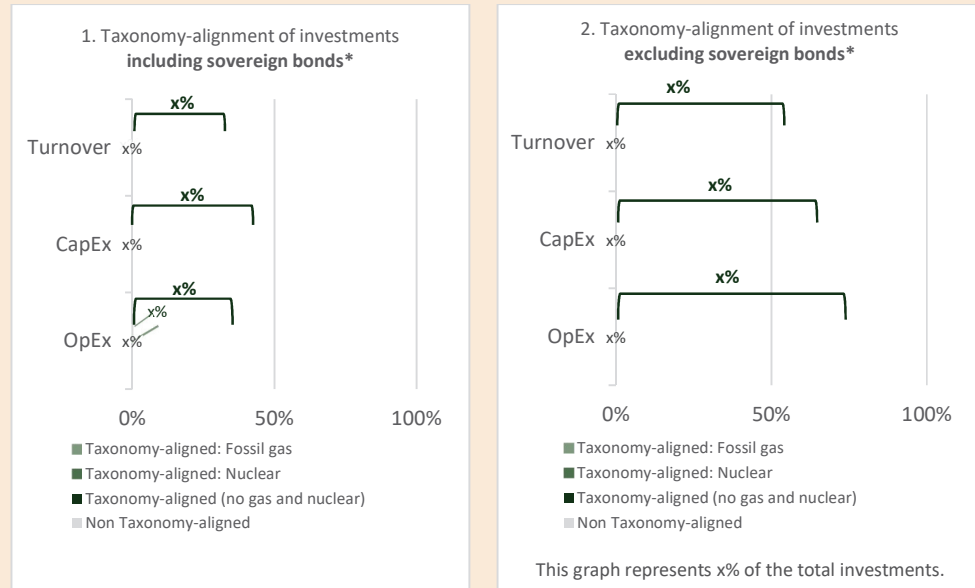 1. Taxonomy-alignment of investments
including sovereign bonds*
x%
Turnover x%
x%
CapEx x%
x%
x%
OpEx x%
0% 50% 100%
Taxonomy-aligned: Fossil gas
Taxonomy-aligned: Nuclear
Taxonomy-aligned (no gas and nuclear)
Non Taxonomy-aligned
2. Taxonomy-alignment of investments
excluding sovereign bonds*
x%
Turnover x%
x%
CapEx x%
x%
OpEx x%
0% 50% 100%
Taxonomy-aligned: Fossil gas
Taxonomy-aligned: Nuclear
Taxonomy-aligned (no gas and nuclear)
Non Taxonomy-aligned
This graph represents x% of the total investments.